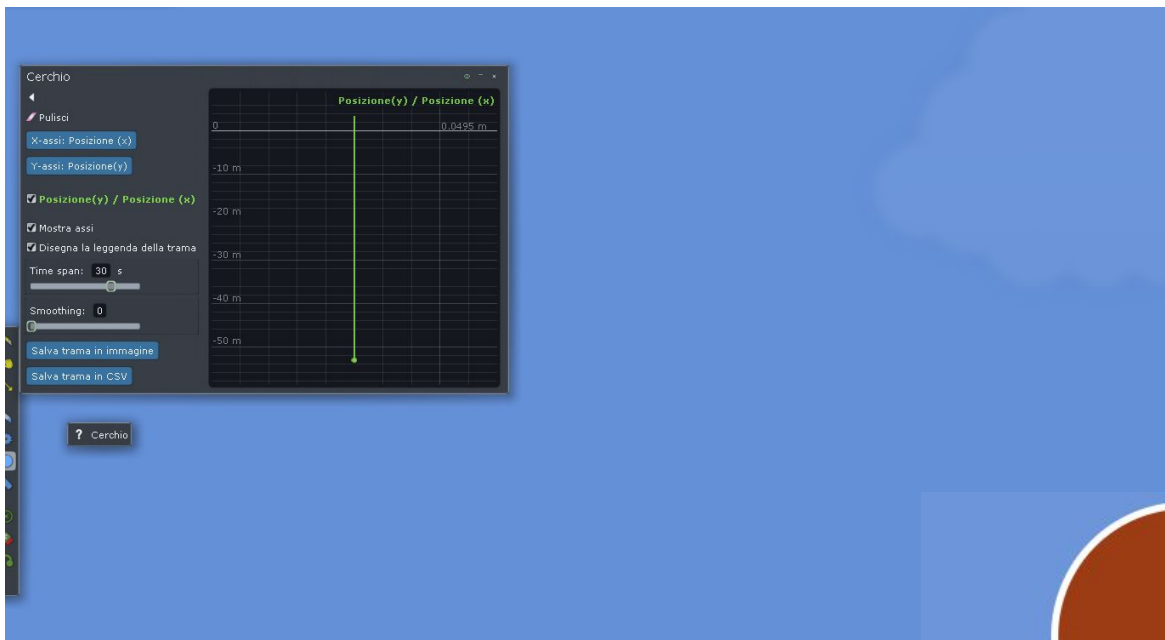 Cerchio
Pulisci
X-assi: Posizione (x)
Y-assi: Posizione(y)
Posizione(y) / Posizione (x)
Mostra assi
Disegna la leggenda della trama
Time span: 30 s
Smoothing: 0
Salva trama in immagine
Salva trama in CSV
Posizione(y) / Posizione (x)
0
0.0495 m
-10 m
-20 m
-30 m
-40 m
-50 m
? Cerchio